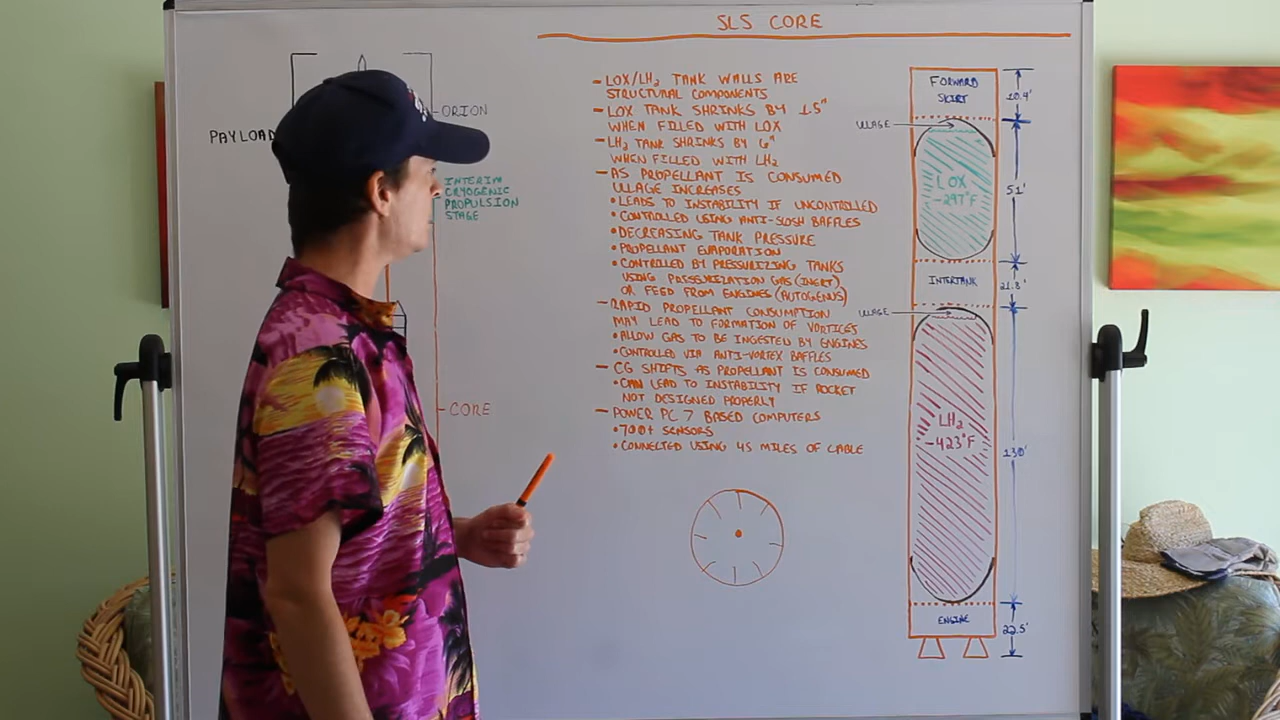 SLS CORE
ORION
PAYLOAD
INTERIM
CRYOGENIC
PROPULSION
STAGE
CORE
- LOX/LH2 TANK WALLS ARE
STRUCTURAL COMPONENTS
- LOX TANK SHRINKS BY 1.5"
WHEN FILLED WITH LOX
- LH2 TANK SHRINKS BY 6"
WHEN FILLED WITH LH2
- AS PROPELLANT IS CONSUMED
ULLAGE INCREASES
• LEADS TO INSTABILITY IF UNCONTROLLED
• CONTROLLED USING ANTI-SLOSH BAFFLES
• DECREASING TANK PRESSURE
• PROPELLANT EVAPORATION
• CONTROLLED BY PRESSURIZING TANKS
USING PRESSURIZATION GAS (INERT)
OR FEED FROM ENGINES (AUTOGENUS)
- RAPID PROPELLANT CONSUMPTION
MAY LEAD TO FORMATION OF VORTICES
• ALLOW GAS TO BE INGESTED BY ENGINES
• CONTROLLED VIA ANTI-VORTEX BAFFLES
- CG SHIFTS AS PROPELLANT IS CONSUMED
• CAN LEAD TO INSTABILITY IF ROCKET
NOT DESIGNED PROPERLY
- POWER PC 7 BASED COMPUTERS
• 700+ SENSORS
• CONNECTED USING 45 MILES OF CABLE
FORWARD
SKIRT
10.4'
ULLAGE
LOX
-297°F
51'
INTERTANK
21.8'
ULLAGE
LH2
-423°F
130'
ENGINE
22.5'